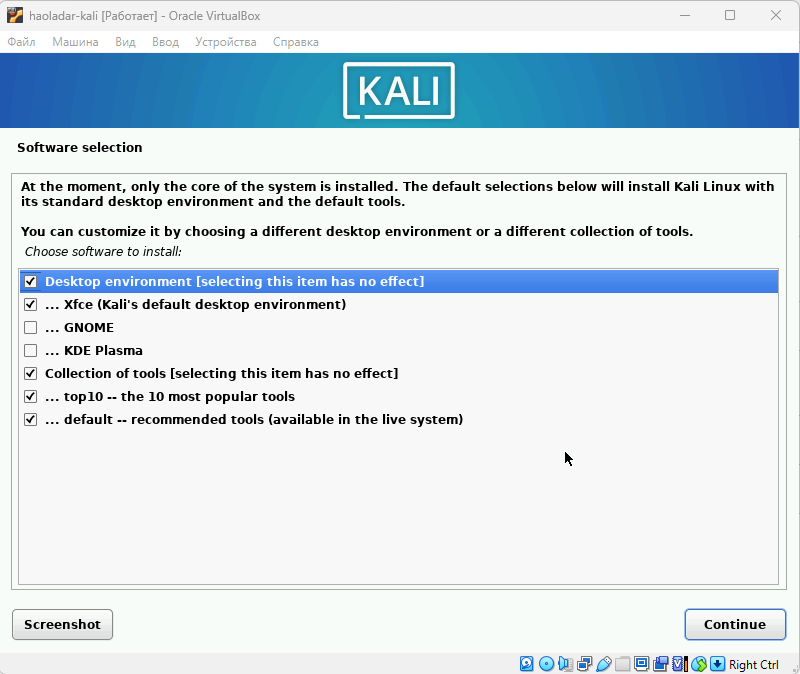 haoladar-kali [Работает] - Oracle VirtualBox
Файл Машина Вид Ввод Устройства Справка
KALI
Software selection
At the moment, only the core of the system is installed. The default selections below will install Kali Linux with
its standard desktop environment and the default tools.
You can customize it by choosing a different desktop environment or a different collection of tools.
Choose software to install:
Desktop environment [selecting this item has no effect]
... Xfce (Kali's default desktop environment)
... GNOME
... KDE Plasma
Collection of tools [selecting this item has no effect]
... top10 -- the 10 most popular tools
... default -- recommended tools (available in the live system)
Screenshot
Continue
Right Ctrl